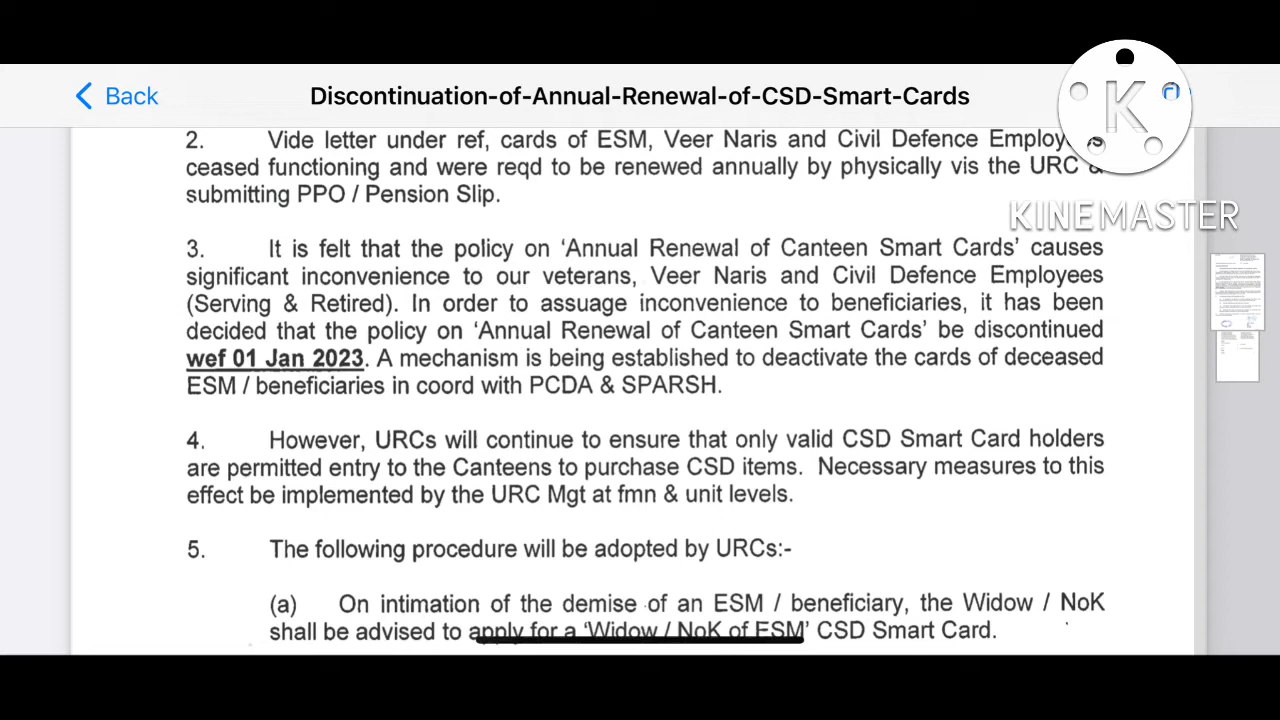 Back
Discontinuation-of-Annual-Renewal-of-CSD-Smart-Cards
K
KINEMASTER
2. Vide letter under ref, cards of ESM, Veer Naris and Civil Defence
ceased functioning and were reqd to be renewed annually by physically vis the URC &
submitting PPO / Pension Slip.
3. It is felt that the policy on 'Annual Renewal of Canteen Smart Cards' causes
significant inconvenience to our veterans, Veer Naris and Civil Defence Employees
(Serving & Retired). In order to assuage inconvenience to beneficiaries, it has been
decided that the policy on 'Annual Renewal of Canteen Smart Cards' be discontinued
wef 01 Jan 2023. A mechanism is being established to deactivate the cards of deceased
ESM / beneficiaries in coord with PCDA & SPARSH.
4. However, URCs will continue to ensure that only valid CSD Smart Card holders
are permitted entry to the Canteens to purchase CSD items. Necessary measures to this
effect be implemented by the URC Mgt at fmn & unit levels.
5. The following procedure will be adopted by URCs:-
(a) On intimation of the demise of an ESM / beneficiary, the Widow / NoK
shall be advised to apply for a 'Widow / NoK of ESM' CSD Smart Card.